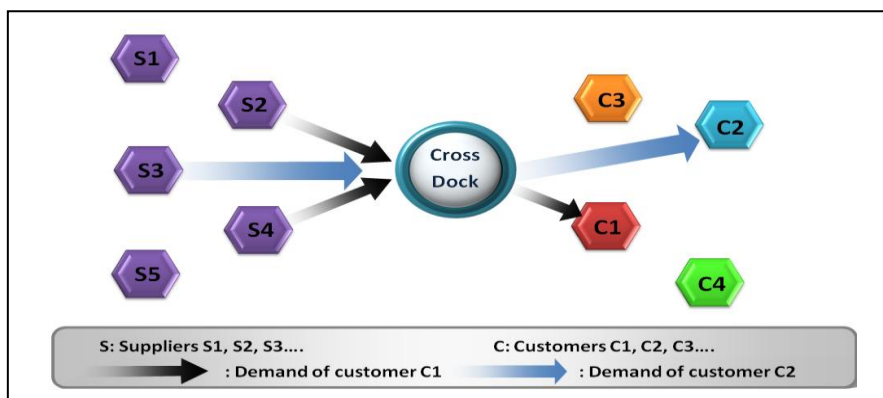 S1
S2
C3
C2
S3
Cross
Dock
S4
C1
S5
C4
S: Suppliers S1, S2, S3....
C: Customers C1, C2, C3....
: Demand of customer C1
: Demand of customer C2